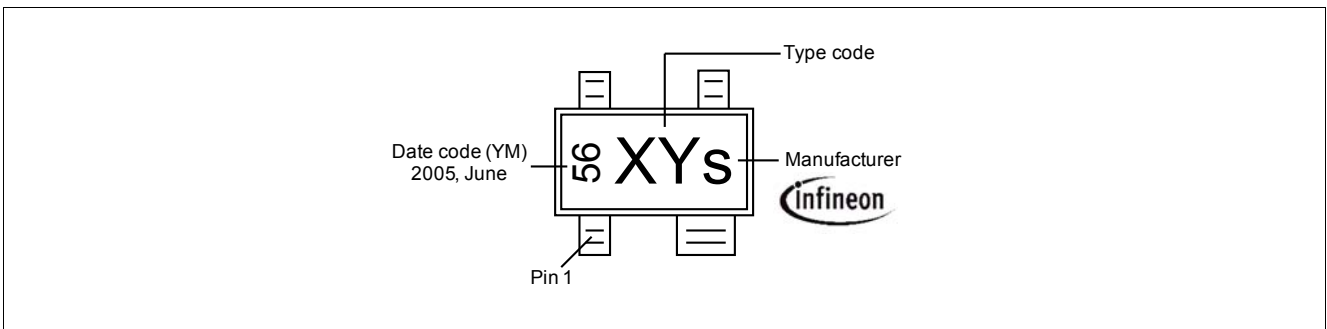 Type code
Date code (YM)
2005, June
56
XYs
Manufacturer
infineon
Pin 1